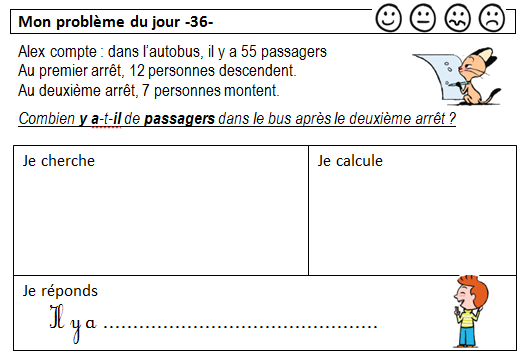 Mon problème du jour -36-
Alex compte : dans l'autobus, il y a 55 passagers
Au premier arrêt, 12 personnes descendent.
Au deuxième arrêt, 7 personnes montent.
Combien y a-t-il de passagers dans le bus après le deuxième arrêt ?
Je cherche
Je calcule
Je réponds
Il y a ..............................................